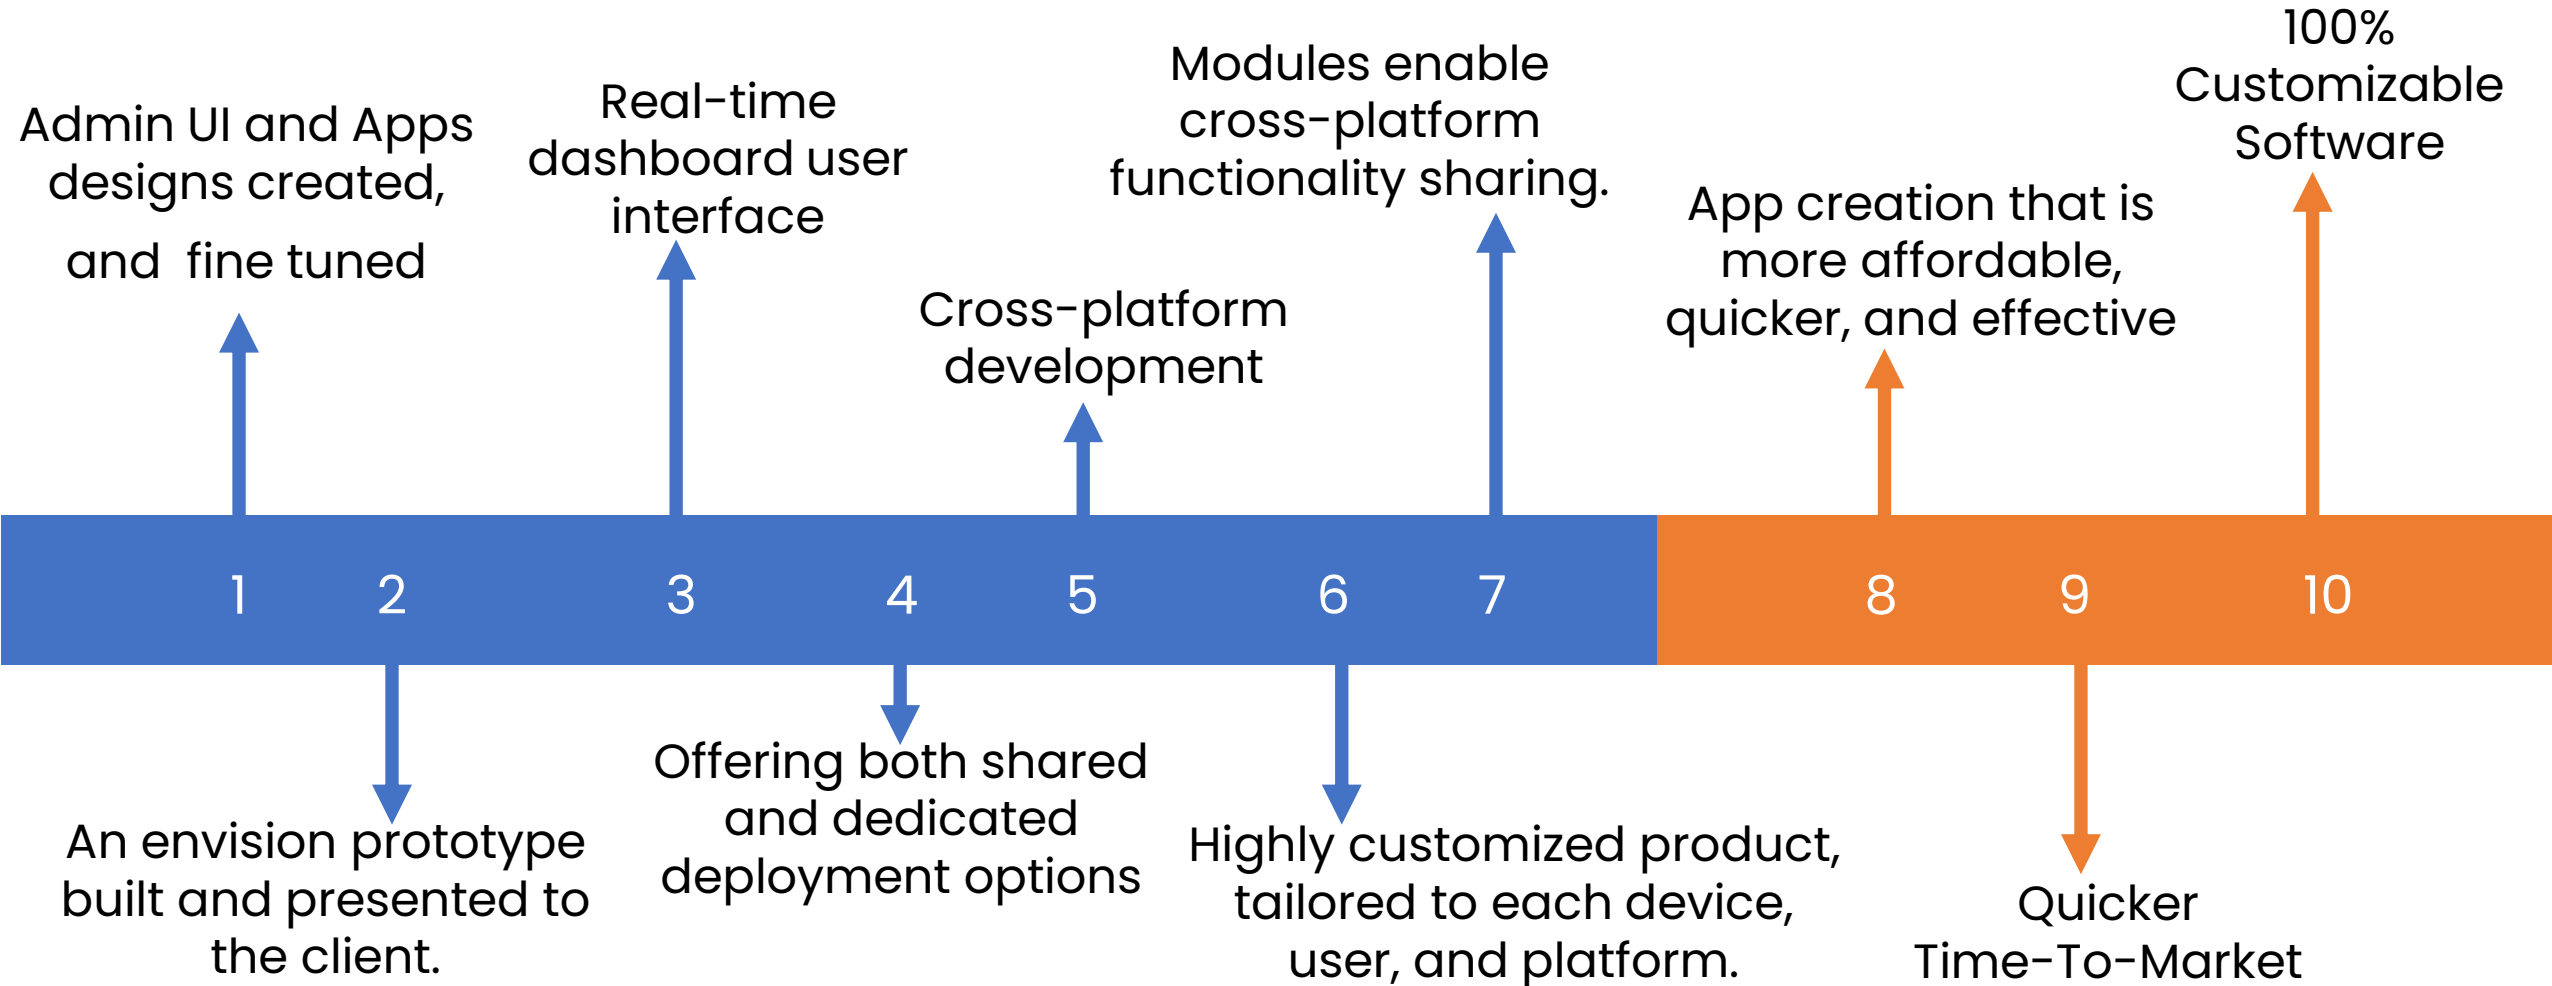 Admin UI and Apps
designs created,
and  fine tuned
Real-time
dashboard user
interface
Cross-platform
development
Modules enable
cross-platform
functionality sharing.
App creation that is
more affordable,
quicker, and effective
100%
Customizable
Software
1 2 3 4 5 6 7 8 9 10
An envision prototype
built and presented to
the client.
Offering both shared
and dedicated
deployment options
Highly customized product,
tailored to each device,
user, and platform.
Quicker
Time-To-Market